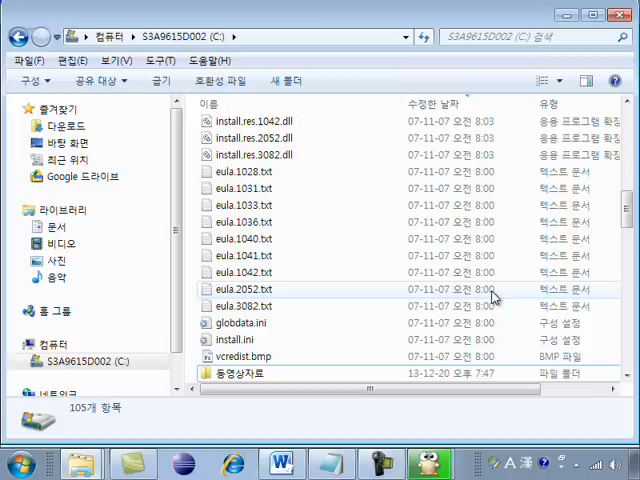 컴퓨터 S3A9615D002 (C:)
S3A9615D002 (C:) 검색
파일(F) 편집(E) 보기(V) 도구(T) 도움말(H)
구성 공유 대상 굽기 호환성 파일 새 폴더
즐겨찾기
다운로드
바탕 화면
최근 위치
Google 드라이브
라이브러리
문서
비디오
사진
음악
홈 그룹
컴퓨터
S3A9615D002 (C:)
네트워크
이름 수정한 날짜 유형
install.res.1042.dll 07-11-07 오전 8:03 응용 프로그램 확장
install.res.2052.dll 07-11-07 오전 8:03 응용 프로그램 확장
install.res.3082.dll 07-11-07 오전 8:03 응용 프로그램 확장
eula.1028.txt 07-11-07 오전 8:00 텍스트 문서
eula.1031.txt 07-11-07 오전 8:00 텍스트 문서
eula.1033.txt 07-11-07 오전 8:00 텍스트 문서
eula.1036.txt 07-11-07 오전 8:00 텍스트 문서
eula.1040.txt 07-11-07 오전 8:00 텍스트 문서
eula.1041.txt 07-11-07 오전 8:00 텍스트 문서
eula.1042.txt 07-11-07 오전 8:00 텍스트 문서
eula.2052.txt 07-11-07 오전 8:00 텍스트 문서
eula.3082.txt 07-11-07 오전 8:00 텍스트 문서
globdata.ini 07-11-07 오전 8:00 구성 설정
install.ini 07-11-07 오전 8:00 구성 설정
vcredist.bmp 07-11-07 오전 8:00 BMP 파일
동영상자료 13-12-20 오후 7:47 파일 폴더
105개 항목
A 漢